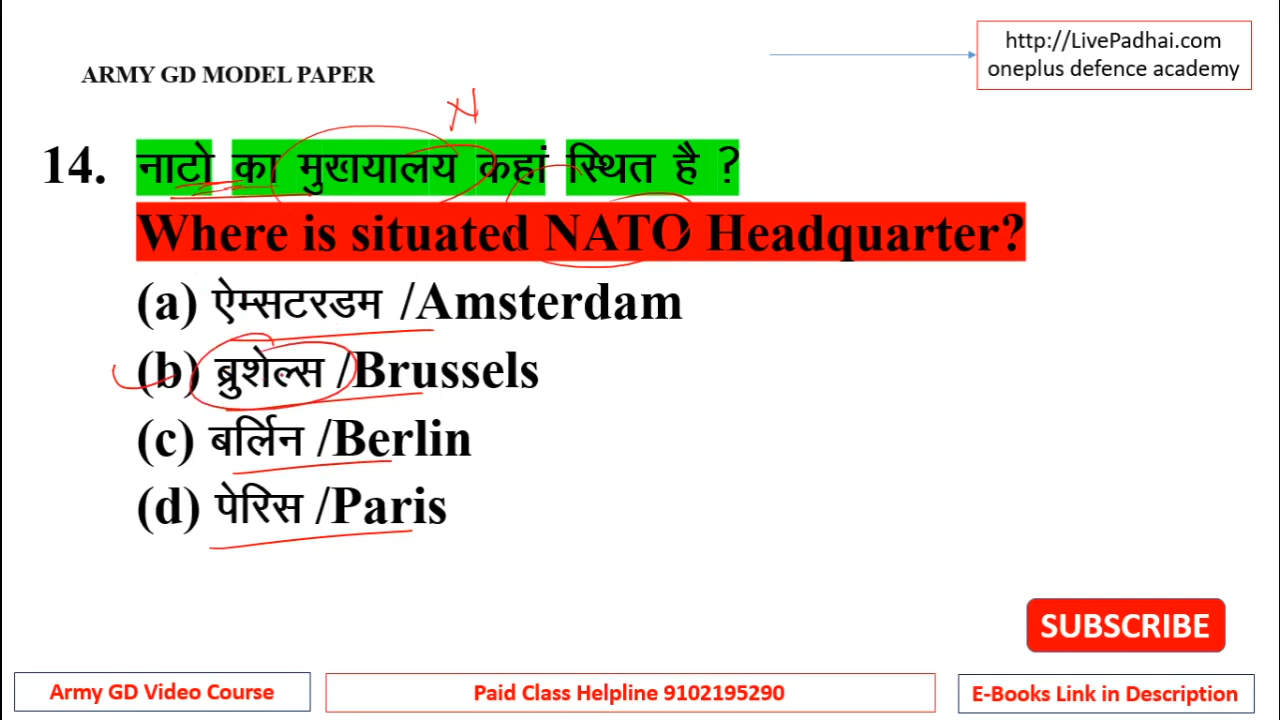 http://LivePadhai.com
oneplus defence academy
ARMY GD MODEL PAPER
N
14. नाटो का मुखयालय कहां स्थित है ?
Where is situated NATO Headquarter?
(a) ऐम्सटरडम /Amsterdam
(b) ब्रुशेल्स /Brussels
(c) बर्लिन /Berlin
(d) पेरिस /Paris
SUBSCRIBE
Army GD Video Course
Paid Class Helpline 9102195290
E-Books Link in Description